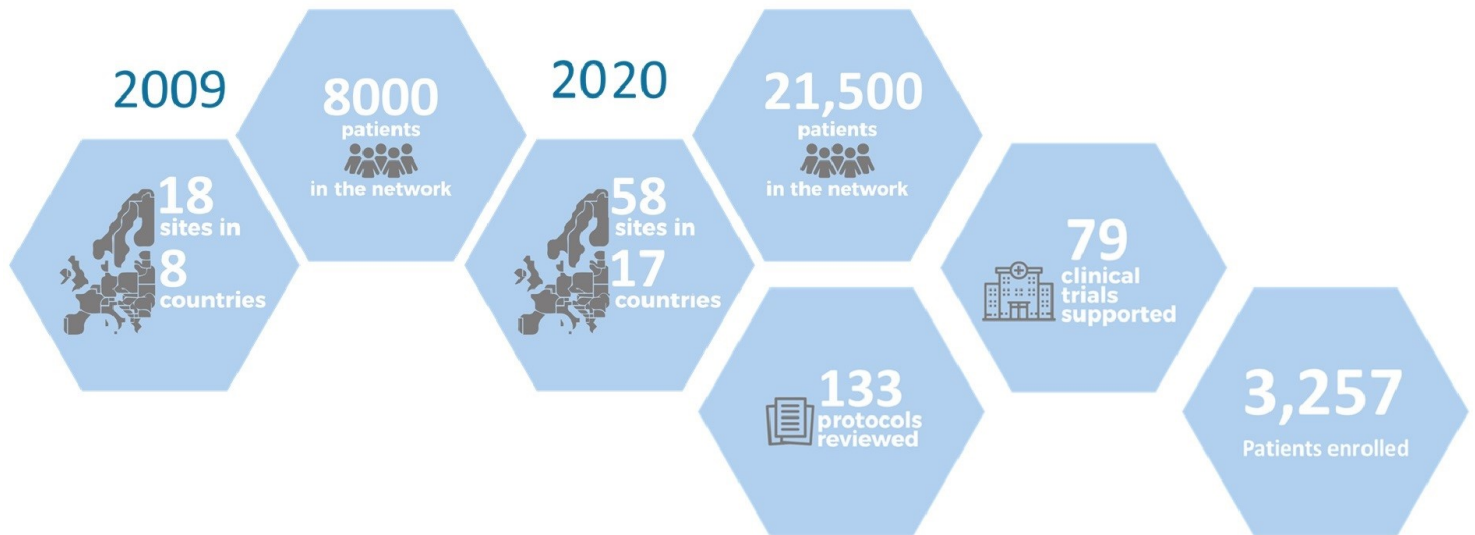 2009
18
sites in
8
countries
8000
patients
in the network
2020
58
sites in
17
countries
21,500
patients
in the network
133
protocols
reviewed
79
clinical
trials
supported
3,257
Patients enrolled